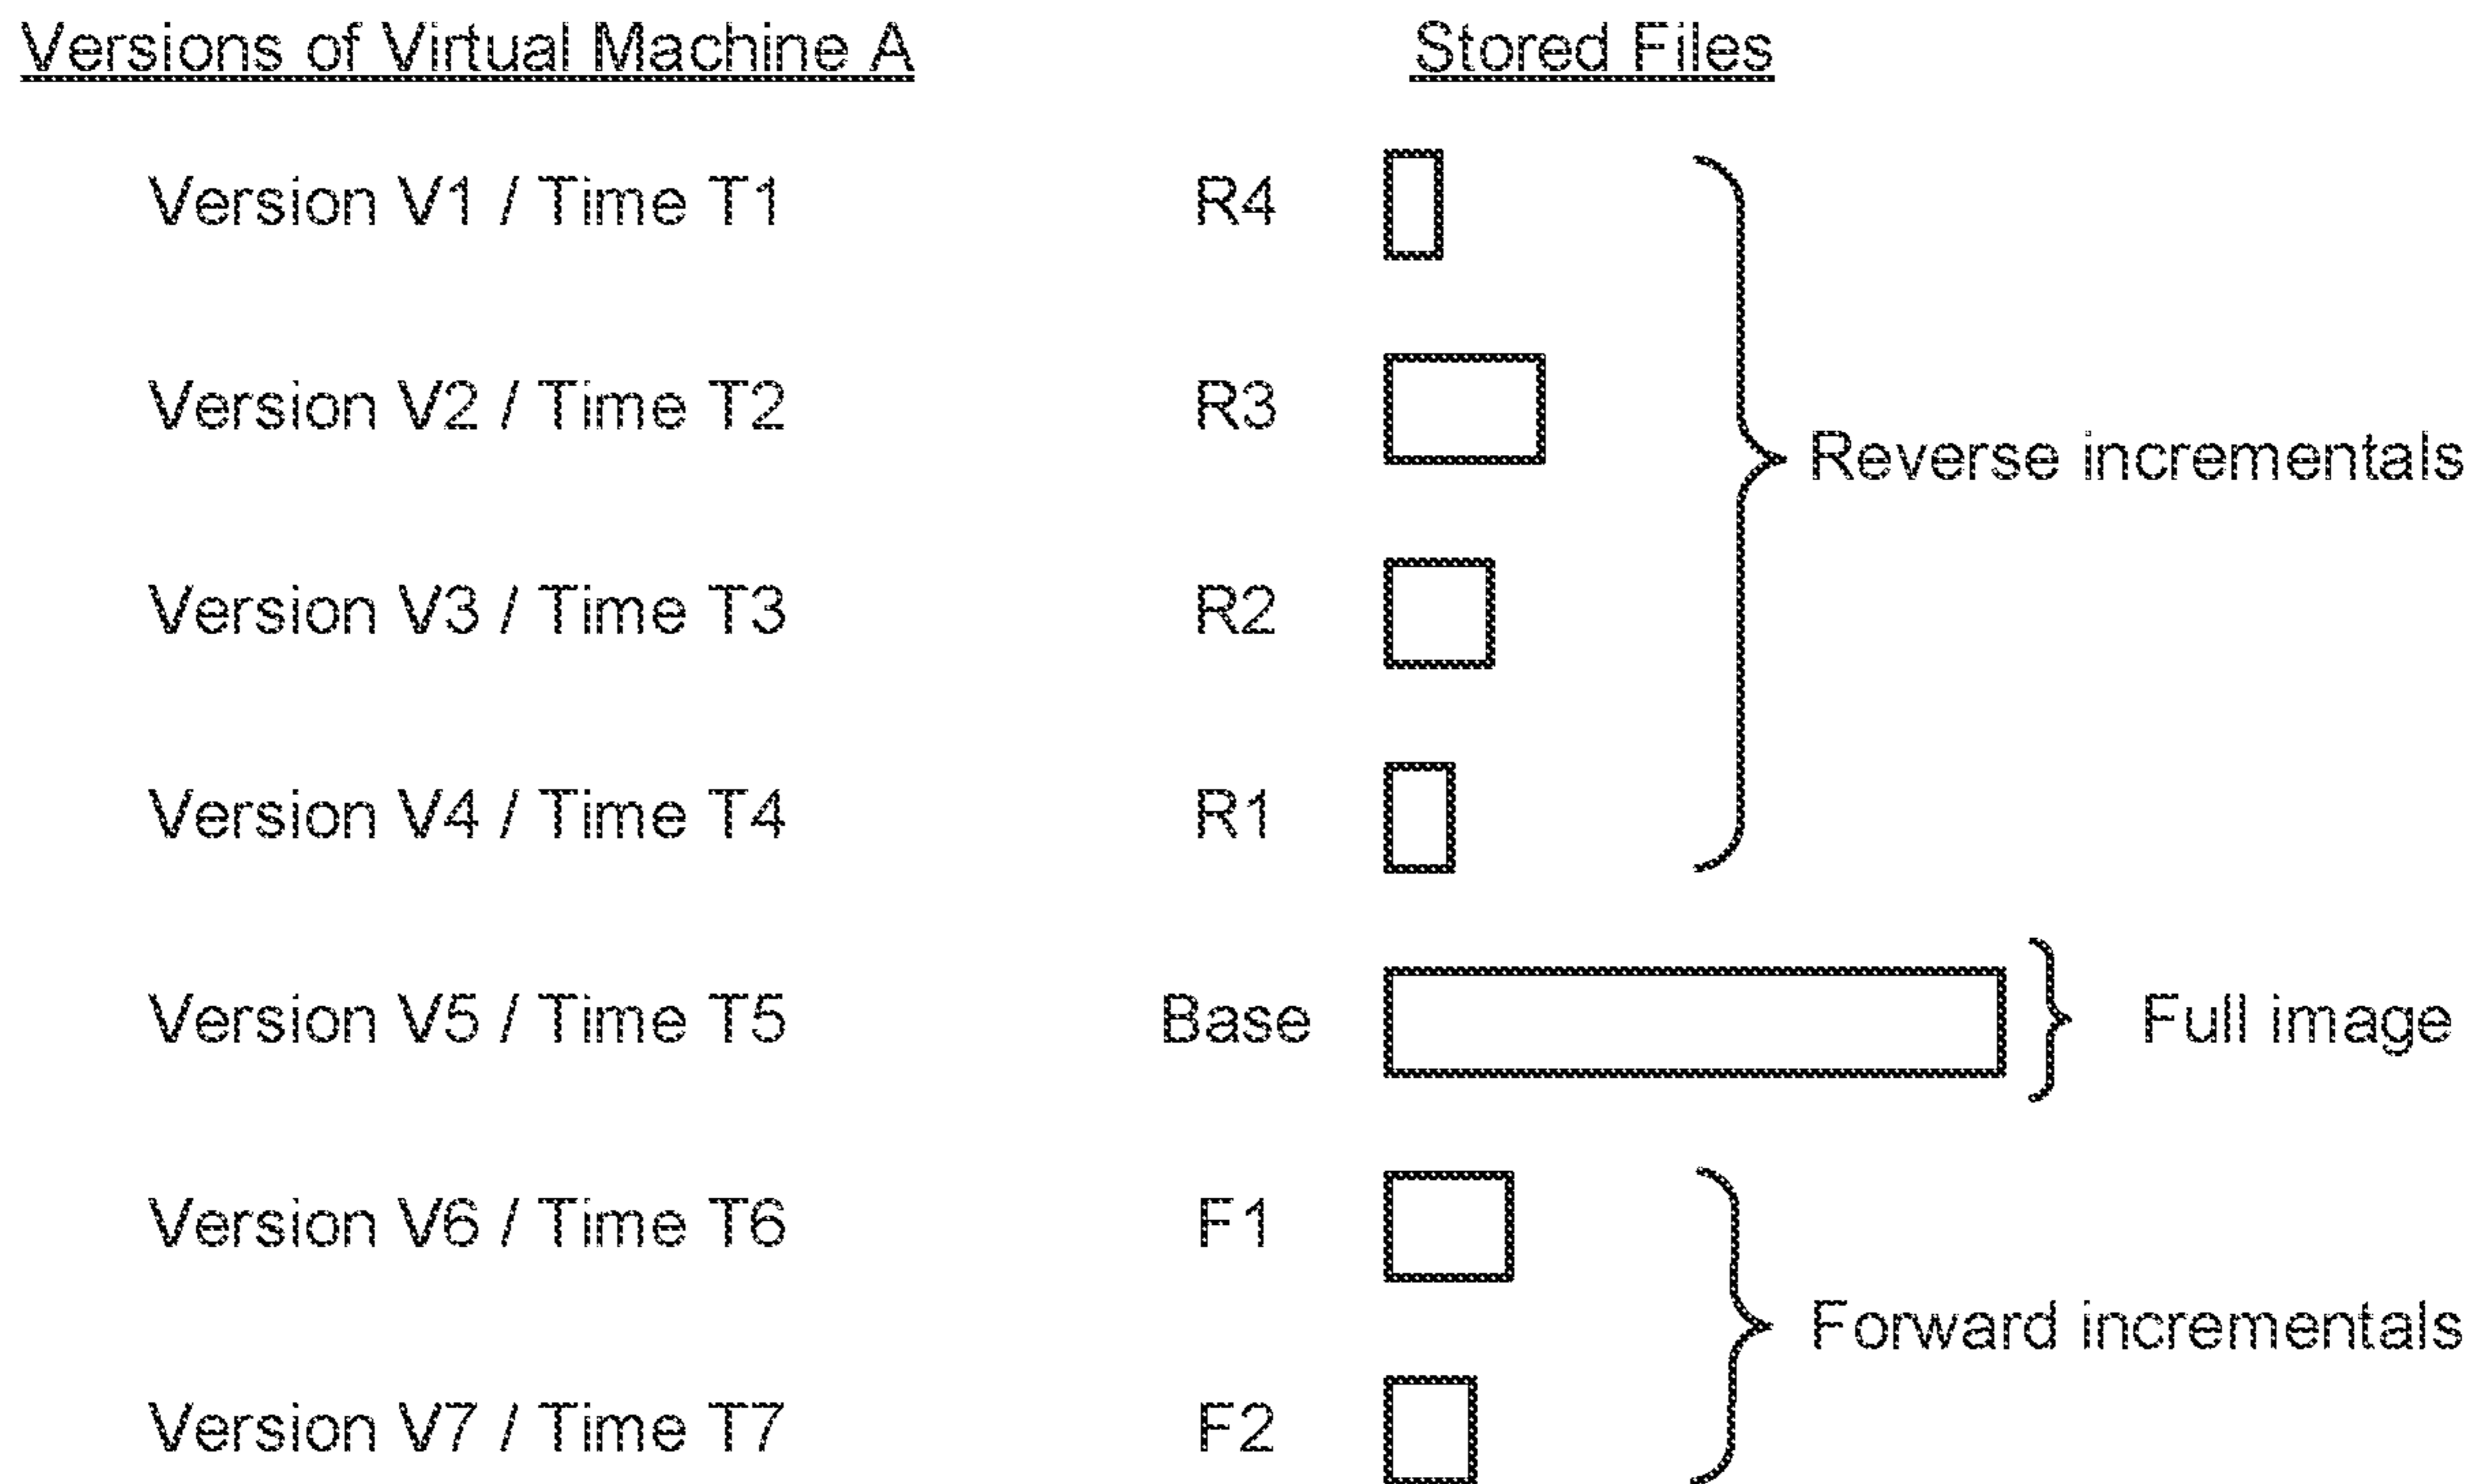 Versions of Virtual Machine A Stored Files
Version V1 / Time T1 R4
Version V2 / Time T2 R3
Reverse incrementals
Version V3 / Time T3 R2
Version V4 / Time T4 R1
Version V5 / Time T5 Base Full image
Version V6 / Time T6 F1
Forward incrementals
Version V7 / Time T7 F2